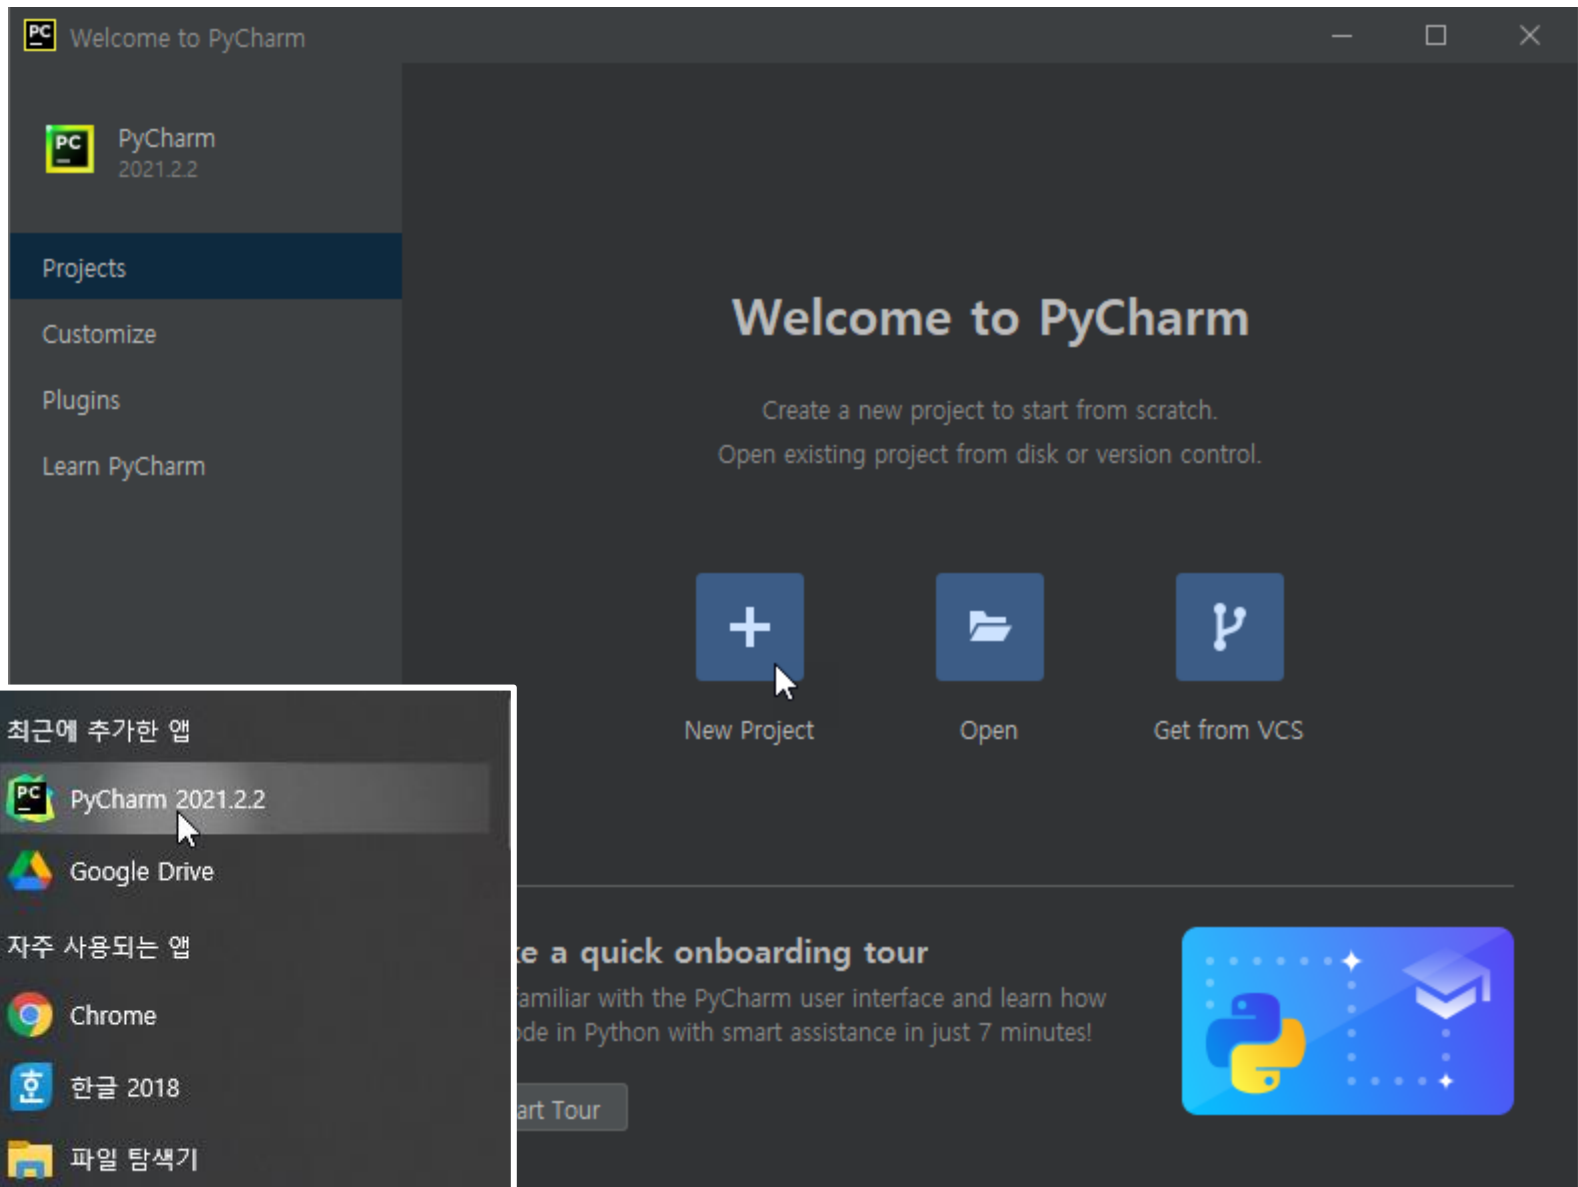 PC Welcome to PyCharm
PC PyCharm
2021.2.2
Projects
Customize
Plugins
Learn PyCharm
Welcome to PyCharm
Create a new project to start from scratch.
Open existing project from disk or version control.
New Project
Open
Get from VCS
a quick onboarding tour
with the PyCharm user interface and learn how
in Python with smart assistance in just 7 minutes!
Tour
최근에 추가한 앱
PC PyCharm 2021.2.2
Google Drive
자주 사용되는 앱
Chrome
한글 2018
파일 탐색기